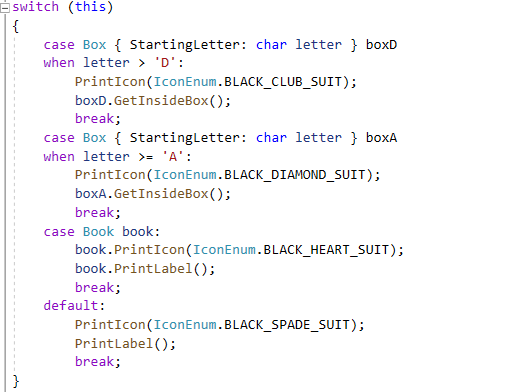 switch (this)
{
case Box { StartingLetter: char letter } boxD
when letter > 'D':
PrintIcon(IconEnum.BLACK_CLUB_SUIT);
boxD.GetInsideBox();
break;
case Box { StartingLetter: char letter } boxA
when letter >= 'A':
PrintIcon(IconEnum.BLACK_DIAMOND_SUIT);
boxA.GetInsideBox();
break;
case Book book:
book.PrintIcon(IconEnum.BLACK_HEART_SUIT);
book.PrintLabel();
break;
default:
PrintIcon(IconEnum.BLACK_SPADE_SUIT);
PrintLabel();
break;
}